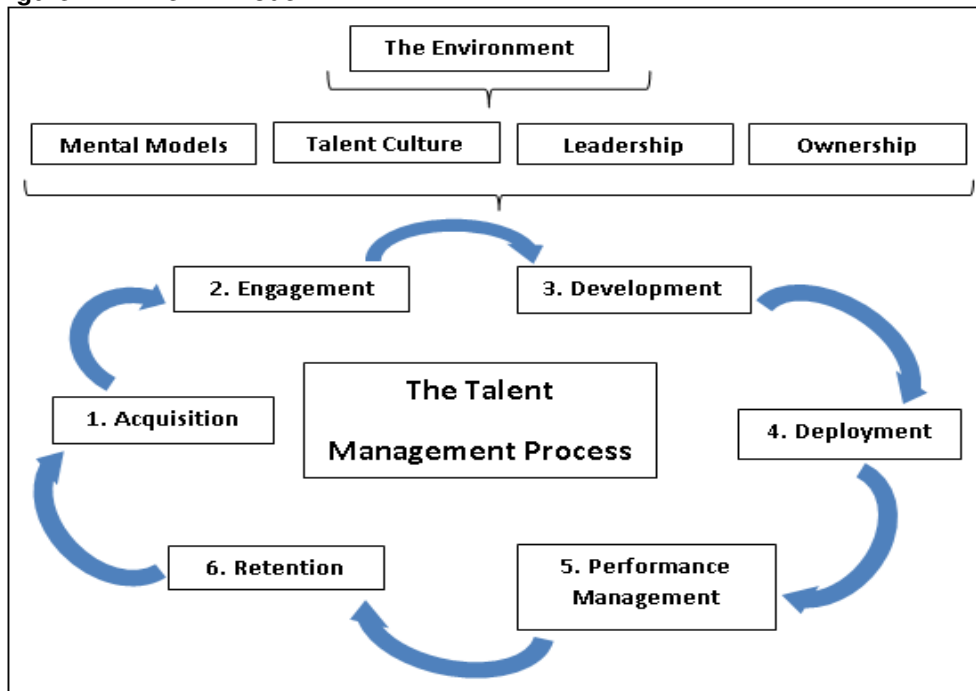 The Environment
Mental Models
Talent Culture
Leadership
Ownership
2. Engagement
3. Development
The Talent
Management Process
1. Acquisition
4. Deployment
6. Retention
5. Performance
Management